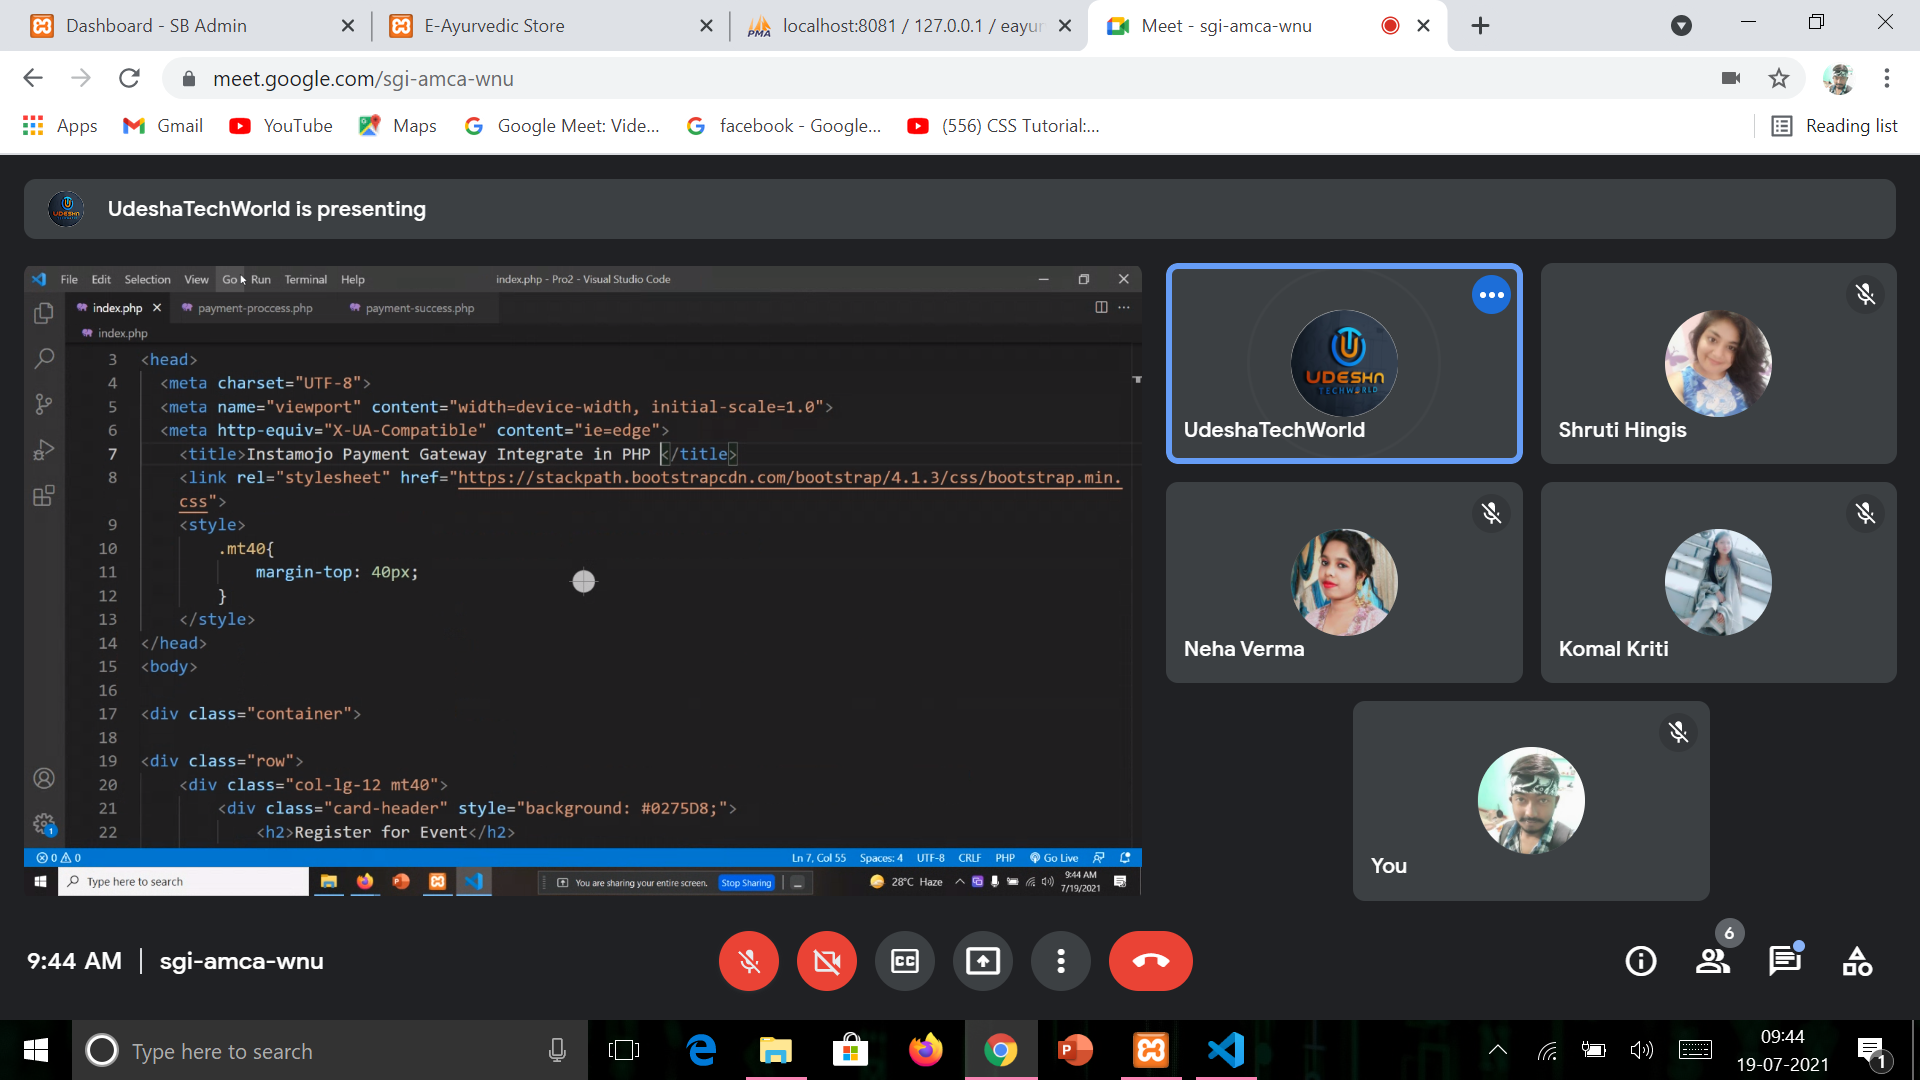 Dashboard - SB Admin
E-Ayurvedic Store
localhost:8081 / 127.0.0.1 / eayur
Meet - sgi-amca-wnu
meet.google.com/sgi-amca-wnu
Apps
Gmail
YouTube
Maps
Google Meet: Vide...
facebook - Google...
(556) CSS Tutorial:...
Reading list
UdeshaTechWorld is presenting
File Edit Selection View Go Run Terminal Help
index.php - Pro2 - Visual Studio Code
index.php
payment-proccess.php
payment-success.php
index.php
3 <head>
4 <meta charset="UTF-8">
5 <meta name="viewport" content="width=device-width, initial-scale=1.0">
6 <meta http-equiv="X-UA-Compatible" content="ie=edge">
7 <title>Instamojo Payment Gateway Integrate in PHP </title>
8 <link rel="stylesheet" href="https://stackpath.bootstrapcdn.com/bootstrap/4.1.3/css/bootstrap.min.
css">
9 <style>
10 .mt40{
11 margin-top: 40px;
12 }
13 </style>
14 </head>
15 <body>
16
17 <div class="container">
18
19 <div class="row">
20 <div class="col-lg-12 mt40">
21 <div class="card-header" style="background: #0275D8;">
22 <h2>Register for Event</h2>
1
0 0
Ln 7, Col 55 Spaces: 4 UTF-8 CRLF PHP Go Live
Type here to search
You are sharing your entire screen.
Stop Sharing
28°C Haze
9:44 AM
7/19/2021
UDESHA
TECHWORLD
UdeshaTechWorld
Shruti Hingis
Neha Verma
Komal Kriti
You
9:44 AM | sgi-amca-wnu
CC
6
Type here to search
09:44
19-07-2021
1